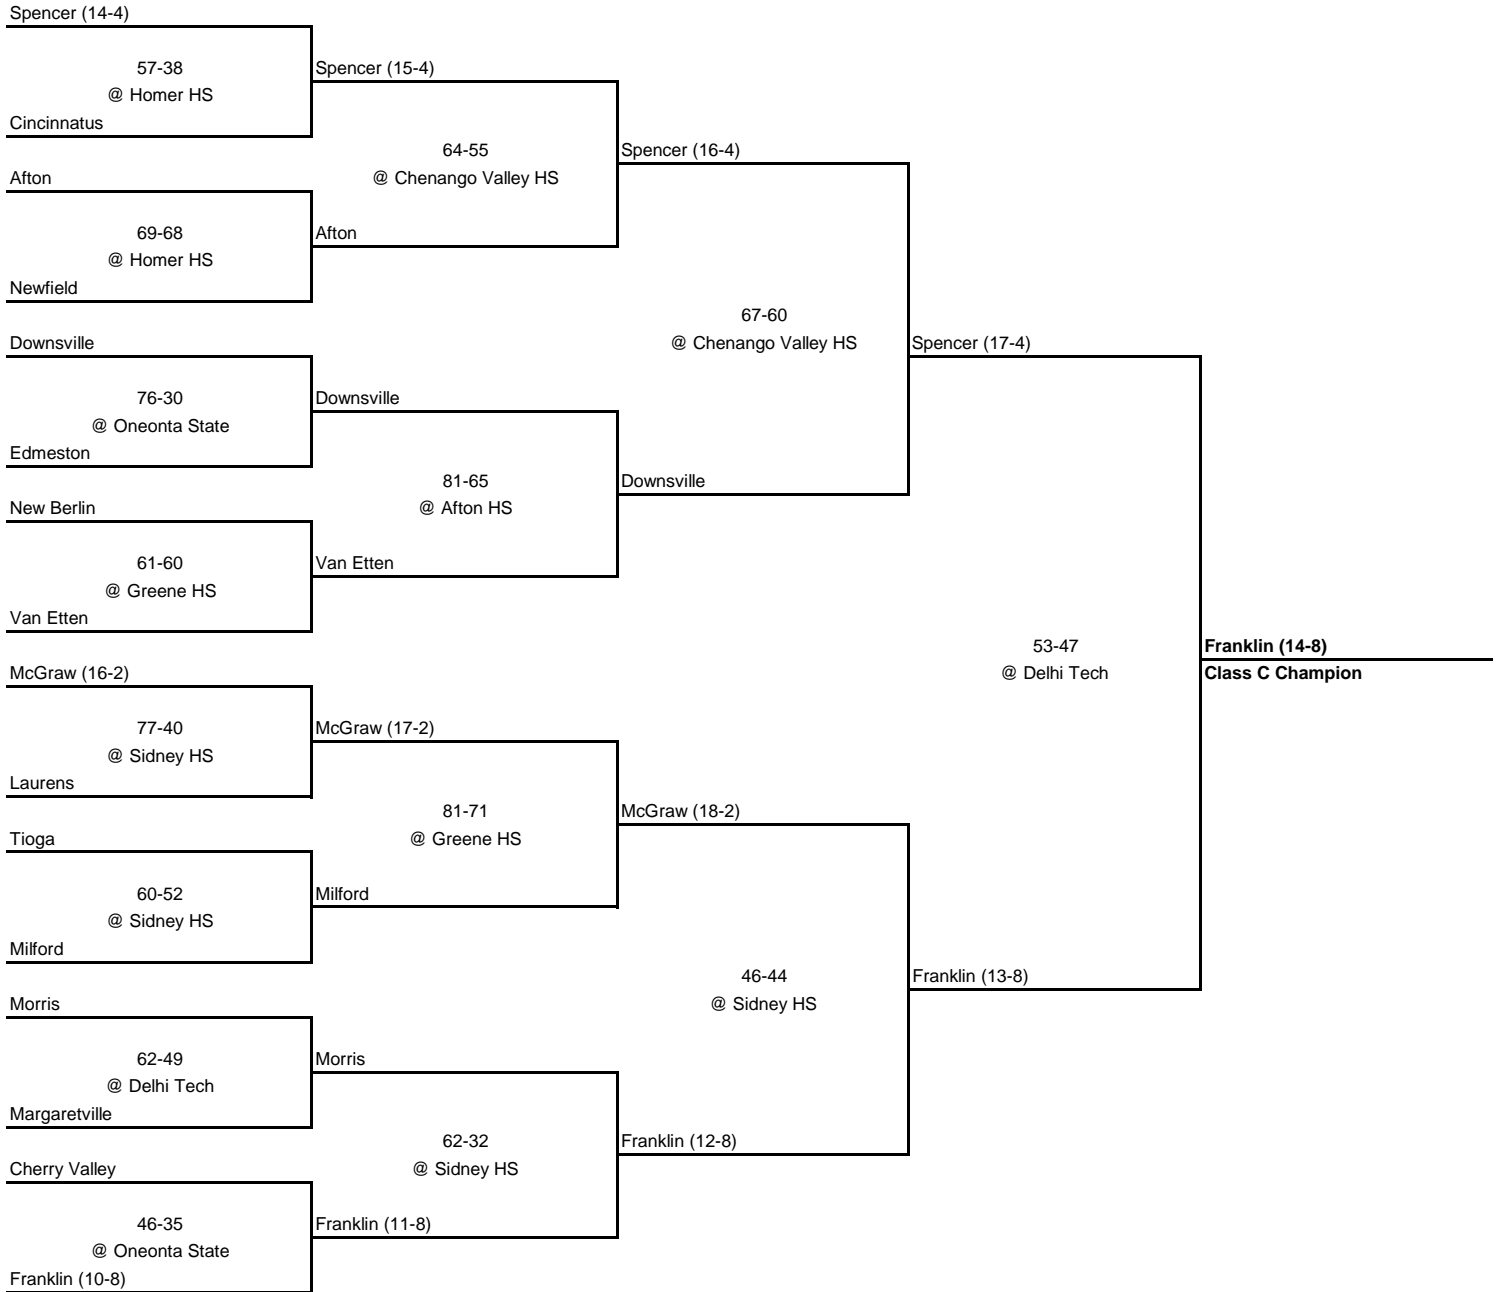 Spencer (14-4)
57-38
@ Homer HS
Cincinnatus
Spencer (15-4)
64-55
@ Chenango Valley HS
Afton
69-68
@ Homer HS
Newfield
Afton
Spencer (16-4)
67-60
@ Chenango Valley HS
Downsville
76-30
@ Oneonta State
Edmeston
Downsville
81-65
@ Afton HS
New Berlin
61-60
@ Greene HS
Van Etten
Van Etten
Downsville
Spencer (17-4)
53-47
@ Delhi Tech
Franklin (14-8)
Class C Champion
McGraw (16-2)
77-40
@ Sidney HS
Laurens
McGraw (17-2)
81-71
@ Greene HS
Tioga
60-52
@ Sidney HS
Milford
Milford
McGraw (18-2)
46-44
@ Sidney HS
Franklin (13-8)
Morris
62-49
@ Delhi Tech
Margaretville
Morris
62-32
@ Sidney HS
Cherry Valley
46-35
@ Oneonta State
Franklin (10-8)
Franklin (11-8)
Franklin (12-8)